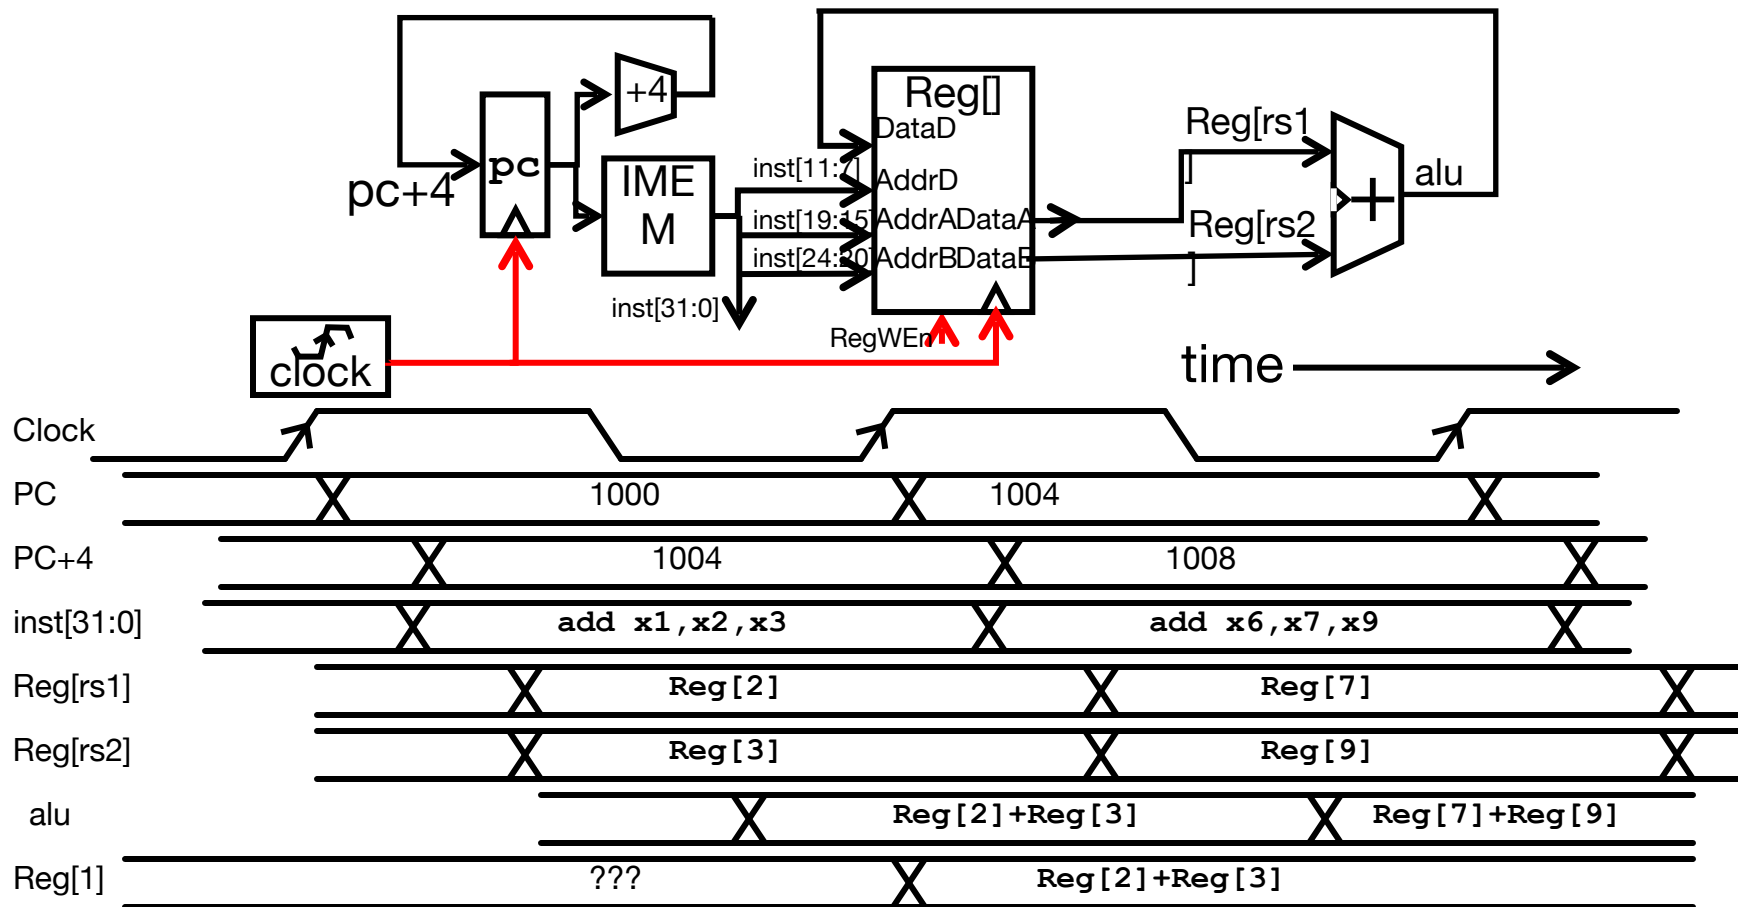 +4
Reg[]
pc
pc+4
IME
M
DataD
inst[11:7]
AddrD
inst[19:15]
AddrA
DataA
inst[24:20]
AddrB
DataB
inst[31:0]
RegWEn
Reg[rs1
]
Reg[rs2
]
+
alu
clock
time
Clock
PC 1000 1004
PC+4 1004 1008
inst[31:0] add x1,x2,x3 add x6,x7,x9
Reg[rs1] Reg[2] Reg[7]
Reg[rs2] Reg[3] Reg[9]
alu Reg[2]+Reg[3] Reg[7]+Reg[9]
Reg[1] ??? Reg[2]+Reg[3]